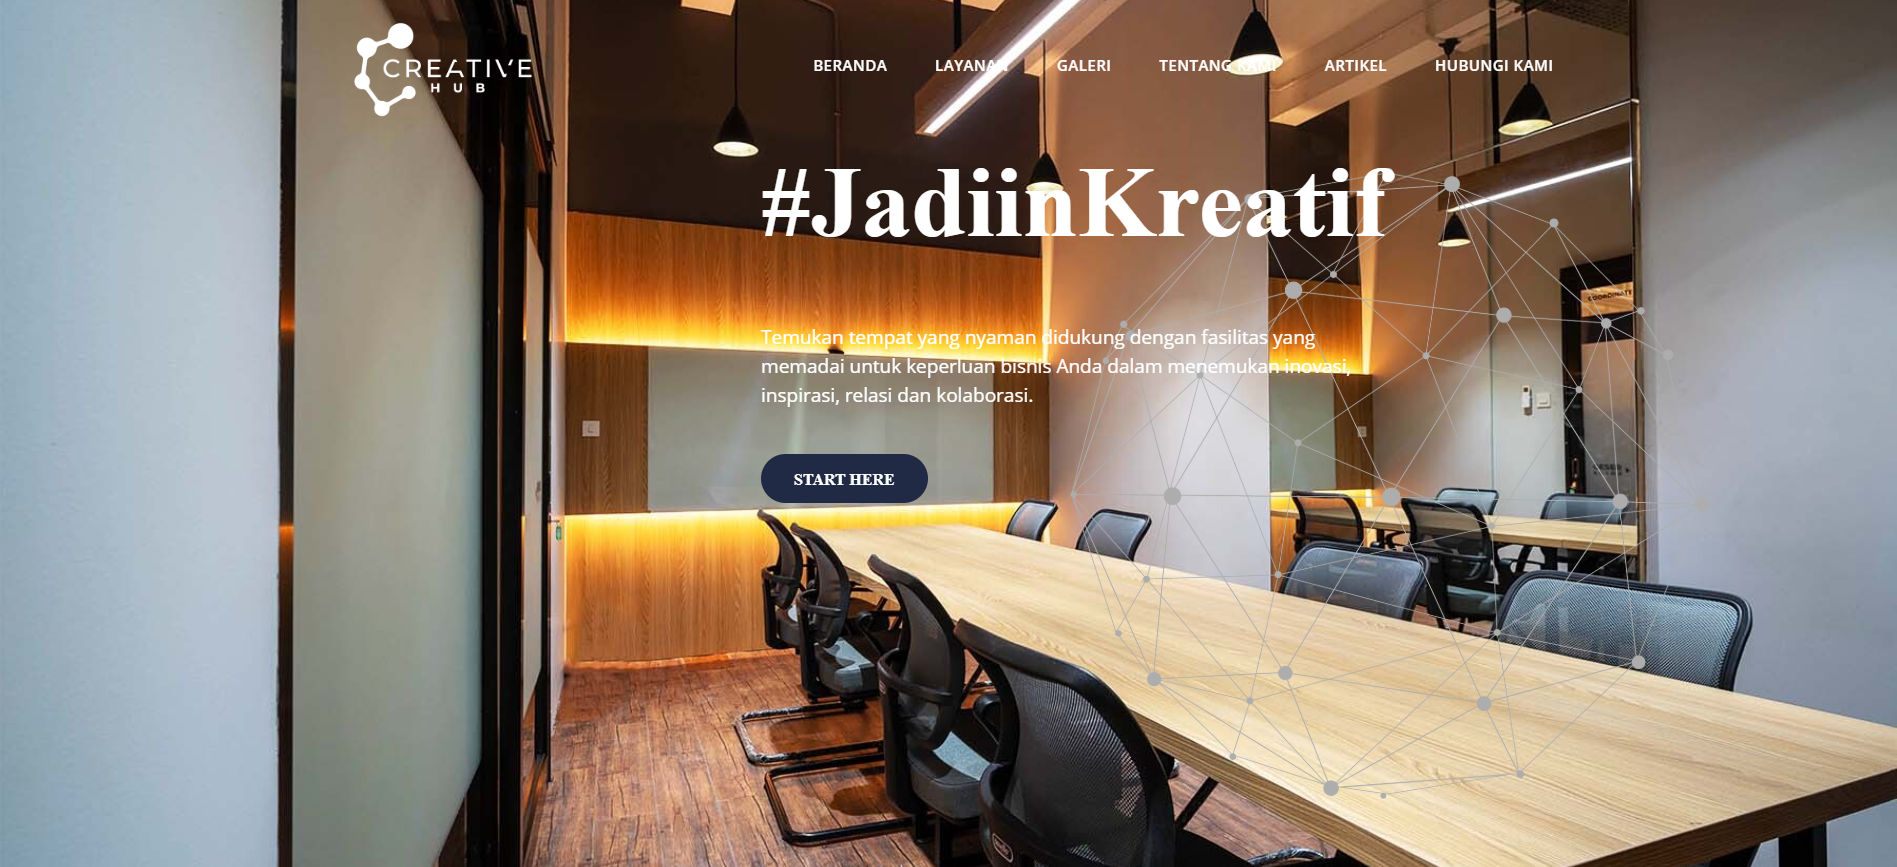 CREATIVE
HUB
BERANDA LAYANAN GALERI TENTANG KAMI ARTIKEL HUBUNGI KAMI
#JadiinKreatif
Temukan tempat yang nyaman didukung dengan fasilitas yang
memadai untuk keperluan bisnis Anda dalam menemukan inovasi,
inspirasi, relasi dan kolaborasi.
START HERE